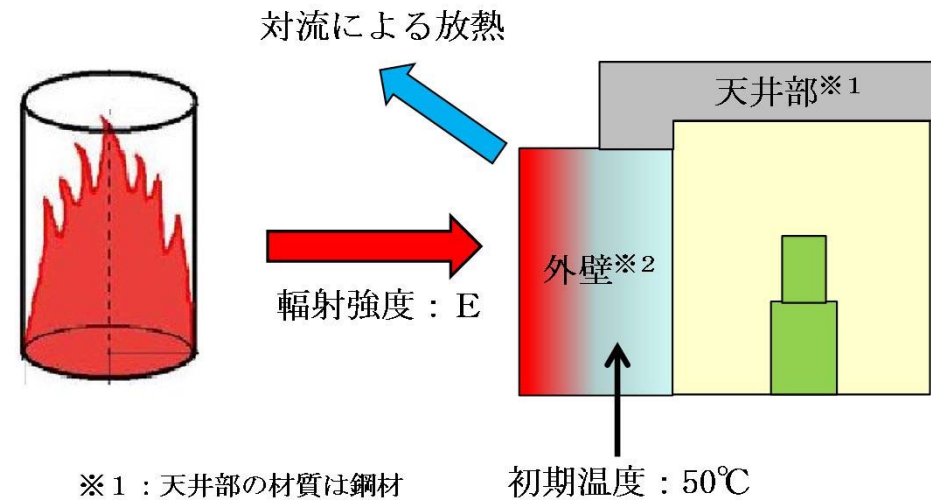 対流による放熱
天井部※1
外壁※2
輻射強度：E
※1：天井部の材質は鋼材
初期温度：50℃